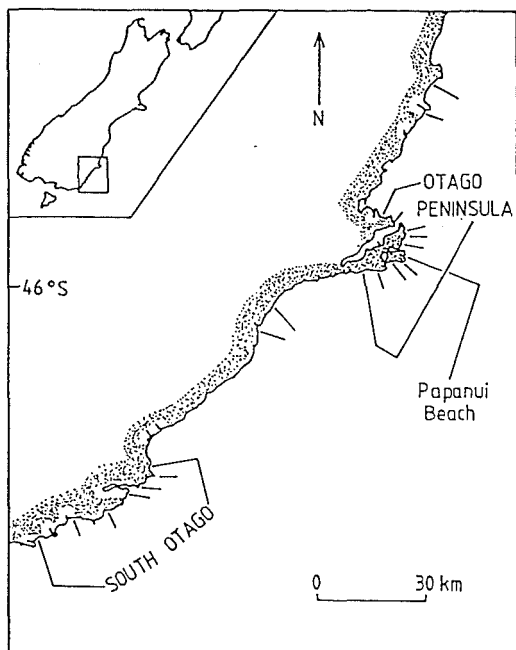 N
OTAGO
PENINSULA
46°S
Papanui
Beach
SOUTH OTAGO
0 30 km